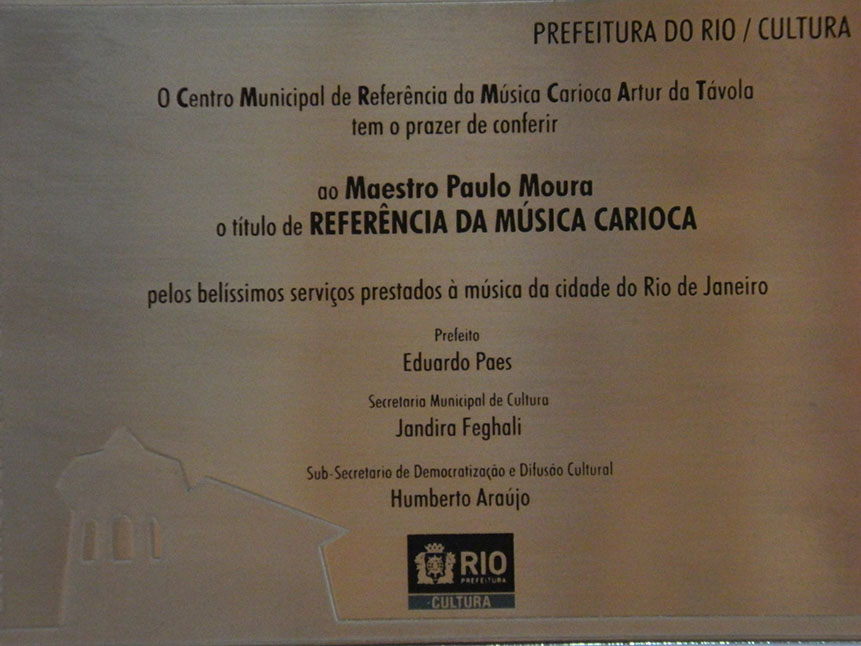 PREFEITURA DO RIO / CULTURA
O Centro Municipal de Referência da Música Carioca Artur da Távola
tem o prazer de conferir
ao Maestro Paulo Moura
o título de REFERÊNCIA DA MÚSICA CARIOCA
pelos belíssimos serviços prestados à música da cidade do Rio de Janeiro
Prefeito
Eduardo Paes
Secretaria Municipal de Cultura
Jandira Feghali
Sub-Secretario de Democratização e Difusão Cultural
Humberto Araújo
RIO
PREFEITURA
CULTURA